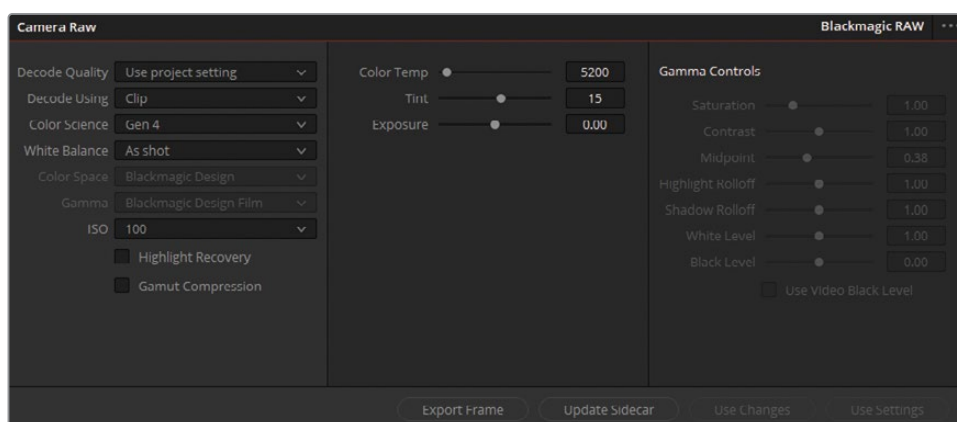 Camera Raw
Blackmagic RAW
Decode Quality Use project setting
Decode Using Clip
Color Science Gen 4
White Balance As shot
Color Space Blackmagic Design
Gamma Blackmagic Design Film
ISO 100
Highlight Recovery
Gamut Compression
Color Temp 5200
Tint 15
Exposure 0.00
Gamma Controls
Saturation 1.00
Contrast 1.00
Midpoint 0.38
Highlight Rolloff 1.00
Shadow Rolloff 1.00
White Level 1.00
Black Level 0.00
Use Video Black Level
Export Frame
Update Sidecar
Use Changes
Use Settings